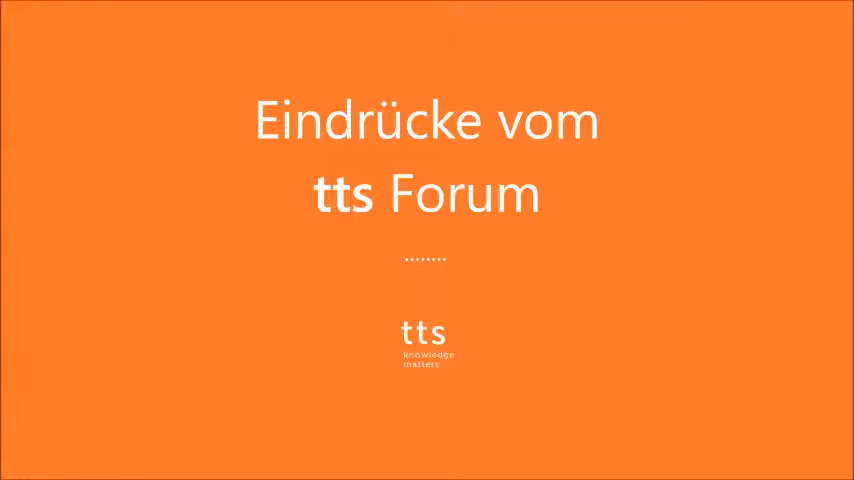 Eindrücke vom
tts Forum
tts
knowledge
matters